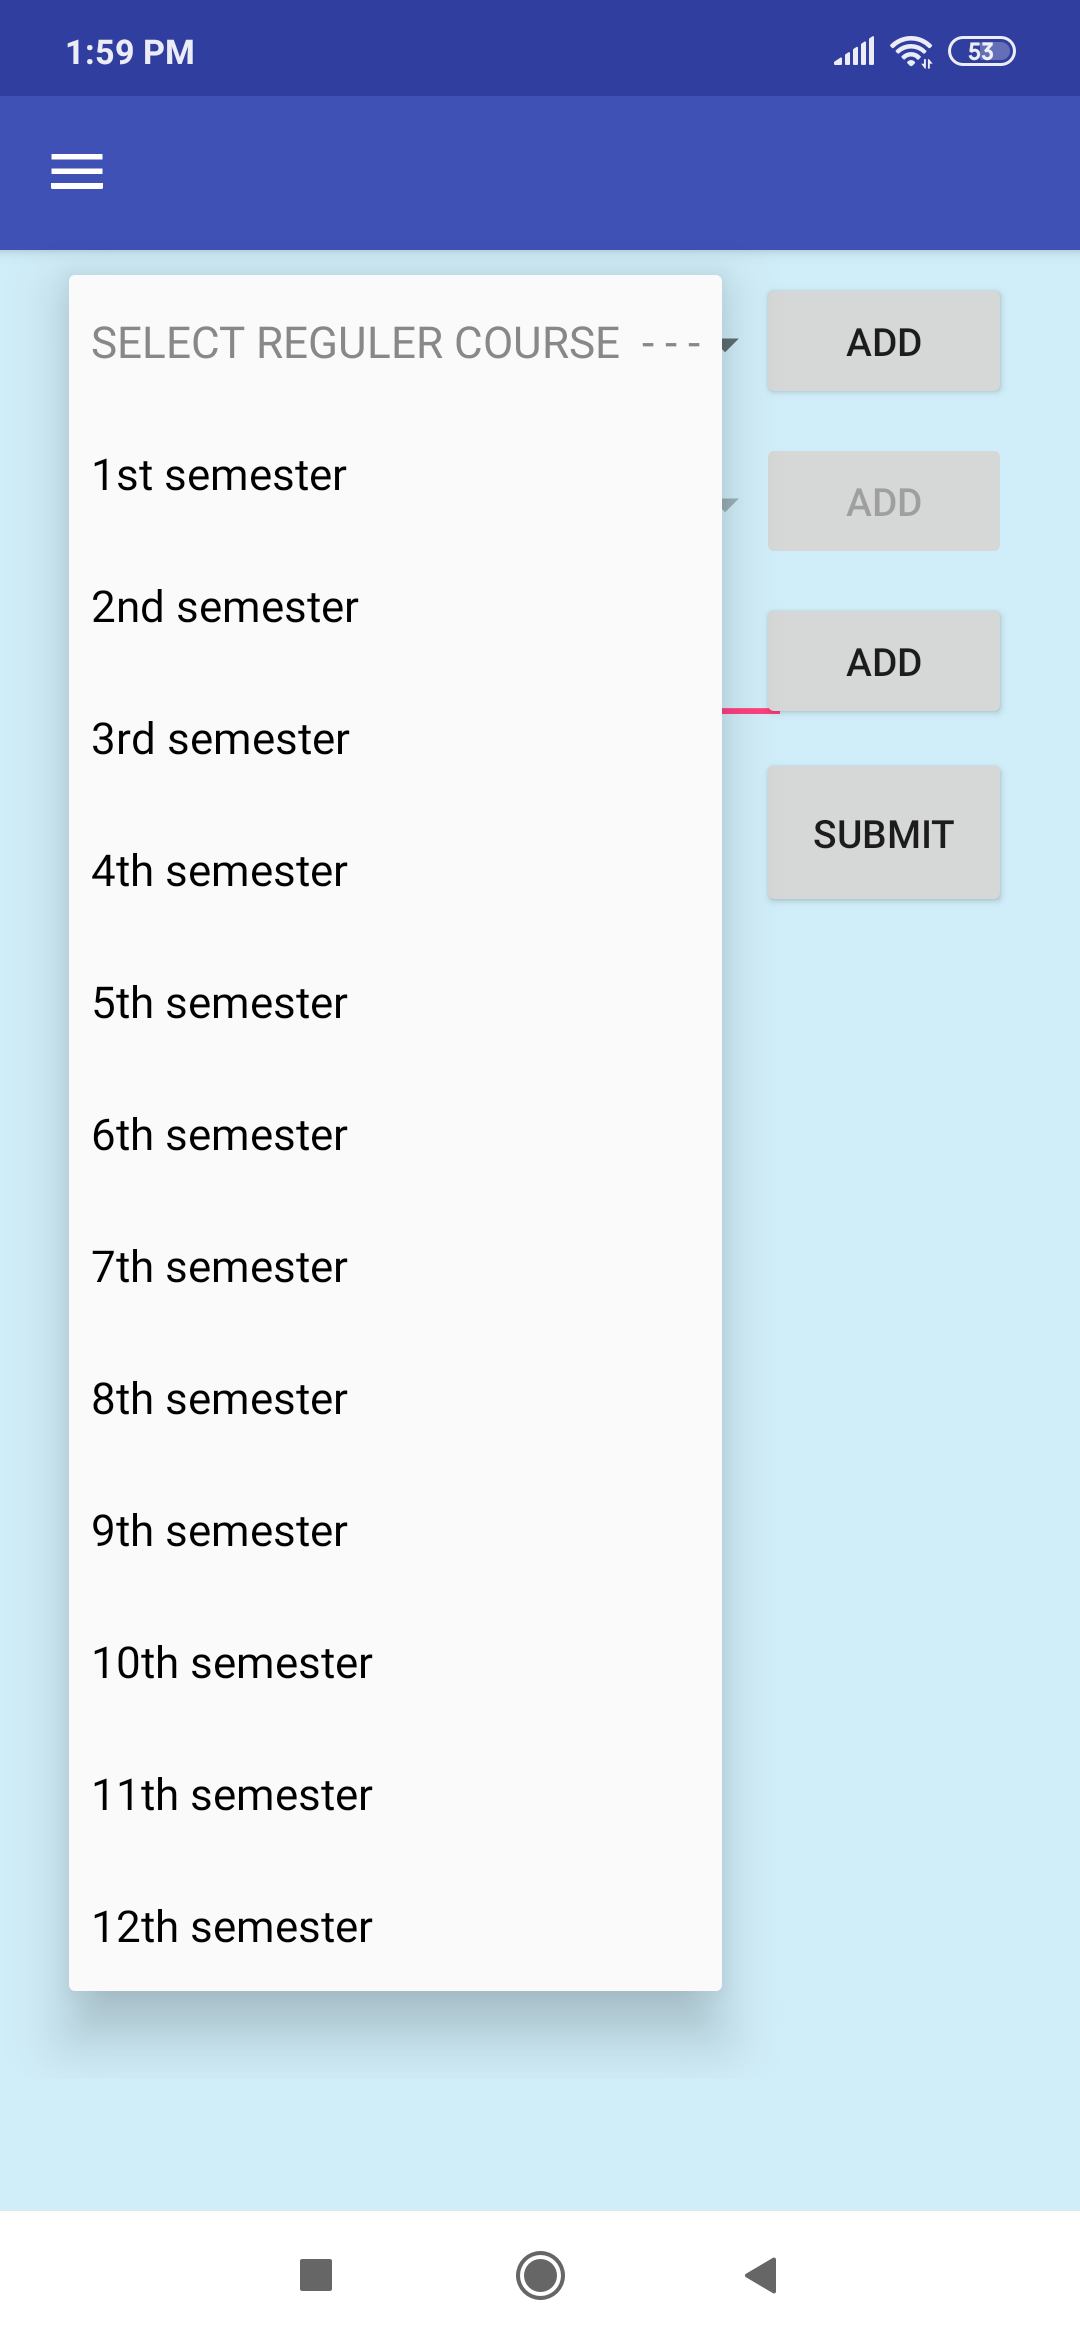 1:59 PM
53
SELECT REGULER COURSE ---
ADD
1st semester
ADD
2nd semester
ADD
3rd semester
SUBMIT
4th semester
5th semester
6th semester
7th semester
8th semester
9th semester
10th semester
11th semester
12th semester